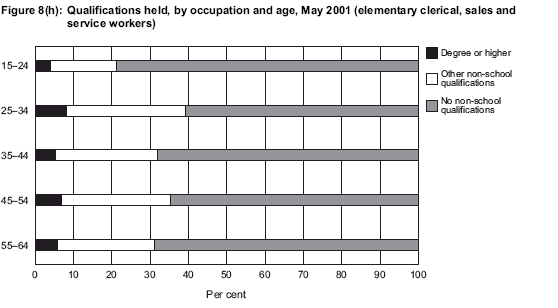 Figure 8(h): Qualifications held, by occupation and age, May 2001 (elementary clerical, sales and
service workers)
Degree or higher
Other non-school
qualifications
No non-school
qualifications
15–24
25–34
35–44
45–54
55–64
0 10 20 30 40 50 60 70 80 90 100
Per cent